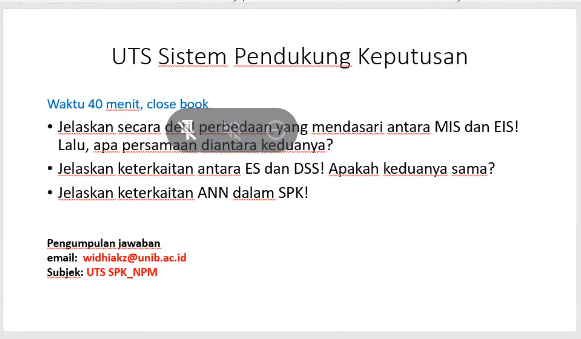 UTS Sistem Pendukung Keputusan
Waktu 40 menit, close book
• Jelaskan secara detil perbedaan yang mendasari antara MIS dan EIS!
Lalu, apa persamaan diantara keduanya?
• Jelaskan keterkaitan antara ES dan DSS! Apakah keduanya sama?
• Jelaskan keterkaitan ANN dalam SPK!
Pengumpulan jawaban
email: widhiakz@unib.ac.id
Subjek: UTS SPK_NPM